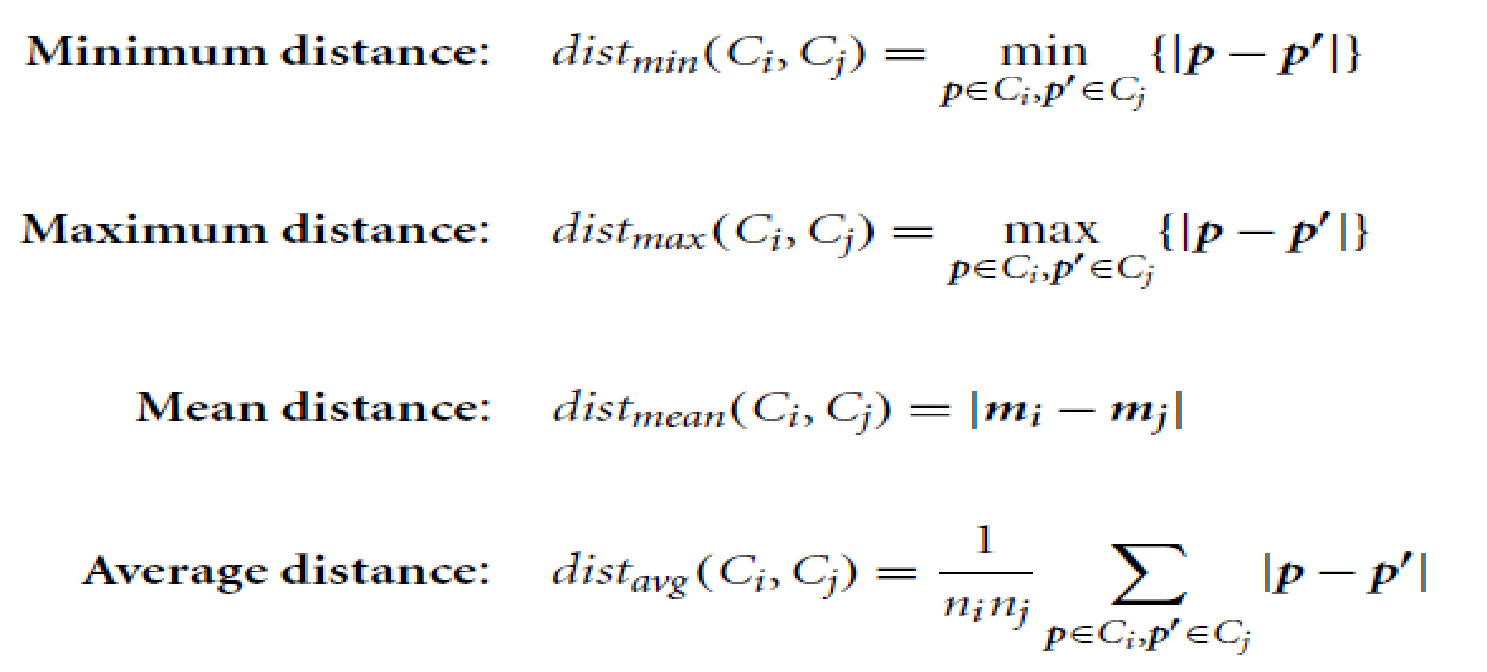 Minimum distance: dist_min(C_i, C_j) = min_{p∈C_i, p′∈C_j} {|p − p′|}
Maximum distance: dist_max(C_i, C_j) = max_{p∈C_i, p′∈C_j} {|p − p′|}
Mean distance: dist_mean(C_i, C_j) = |m_i − m_j|
Average distance: dist_avg(C_i, C_j) = \frac{1}{n_i n_j} ∑_{p∈C_i, p′∈C_j} |p − p′|